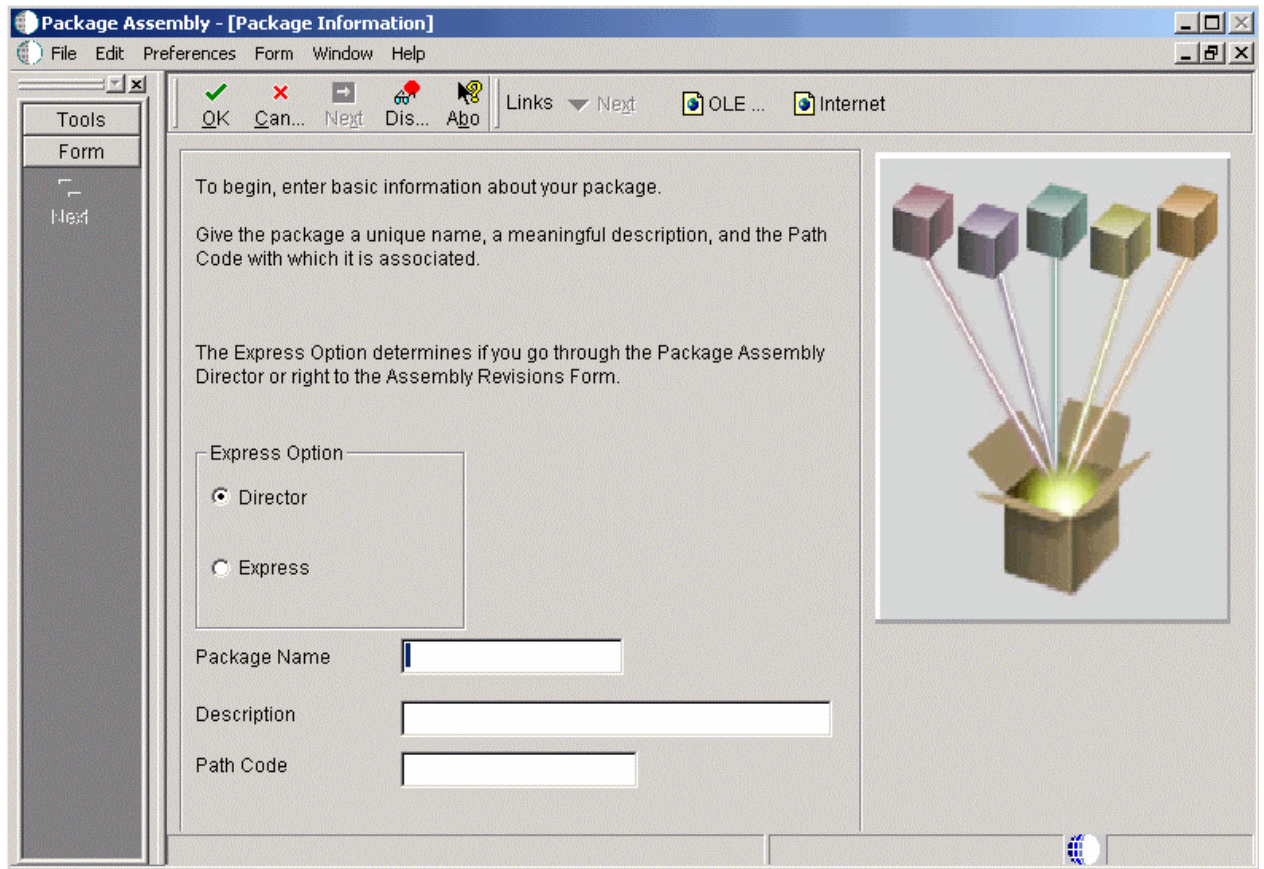 Package Assembly - [Package Information]
File Edit Preferences Form Window Help
Tools
Form
Next
OK Can... Next Dis... Abo Links Next OLE ... Internet
To begin, enter basic information about your package.
Give the package a unique name, a meaningful description, and the Path
Code with which it is associated.
The Express Option determines if you go through the Package Assembly
Director or right to the Assembly Revisions Form.
Express Option
Director
Express
Package Name
Description
Path Code